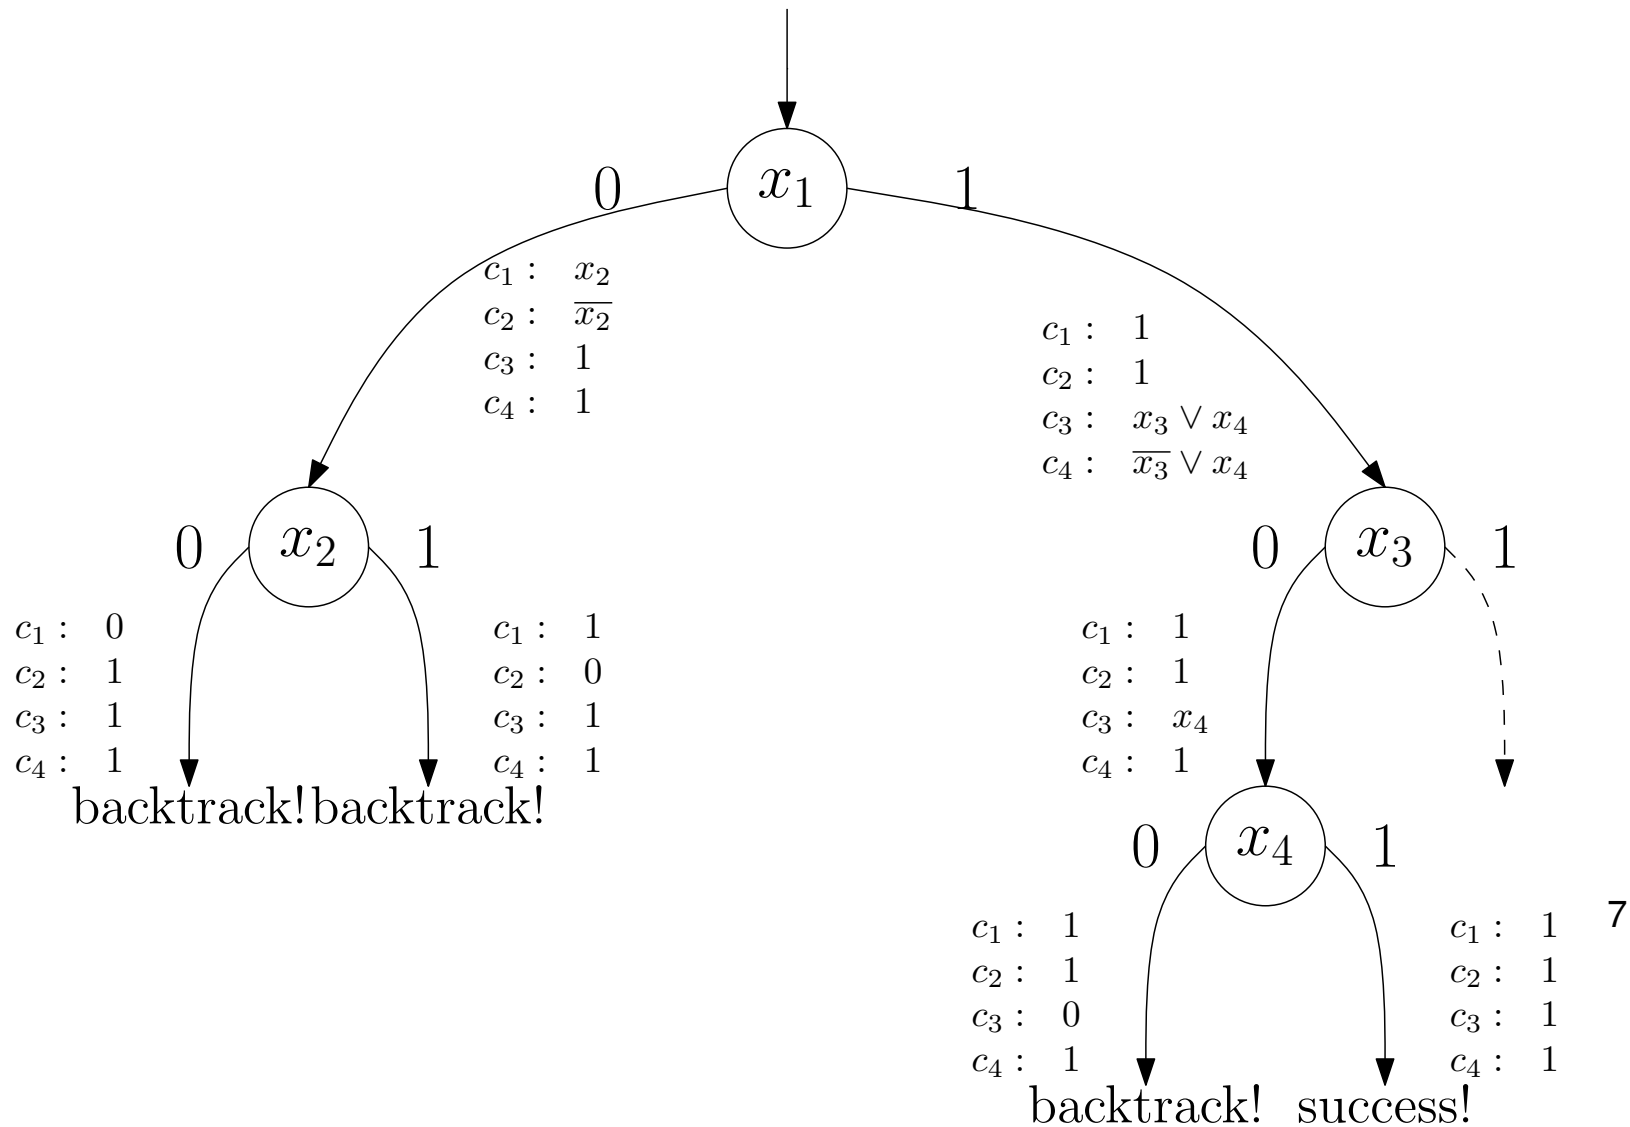 x₁
0
1
c₁ : x₂
c₂ : x̅₂
c₃ : 1
c₄ : 1
c₁ : 1
c₂ : 1
c₃ : x₃ ∨ x₄
c₄ : x̅₃ ∨ x₄
x₂
0
1
c₁ : 0
c₂ : 1
c₃ : 1
c₄ : 1
backtrack!
c₁ : 1
c₂ : 0
c₃ : 1
c₄ : 1
backtrack!
x₃
0
1
c₁ : 1
c₂ : 1
c₃ : x₄
c₄ : 1
x₄
0
1
c₁ : 1
c₂ : 1
c₃ : 0
c₄ : 1
backtrack!
c₁ : 1
c₂ : 1
c₃ : 1
c₄ : 1
success!
7